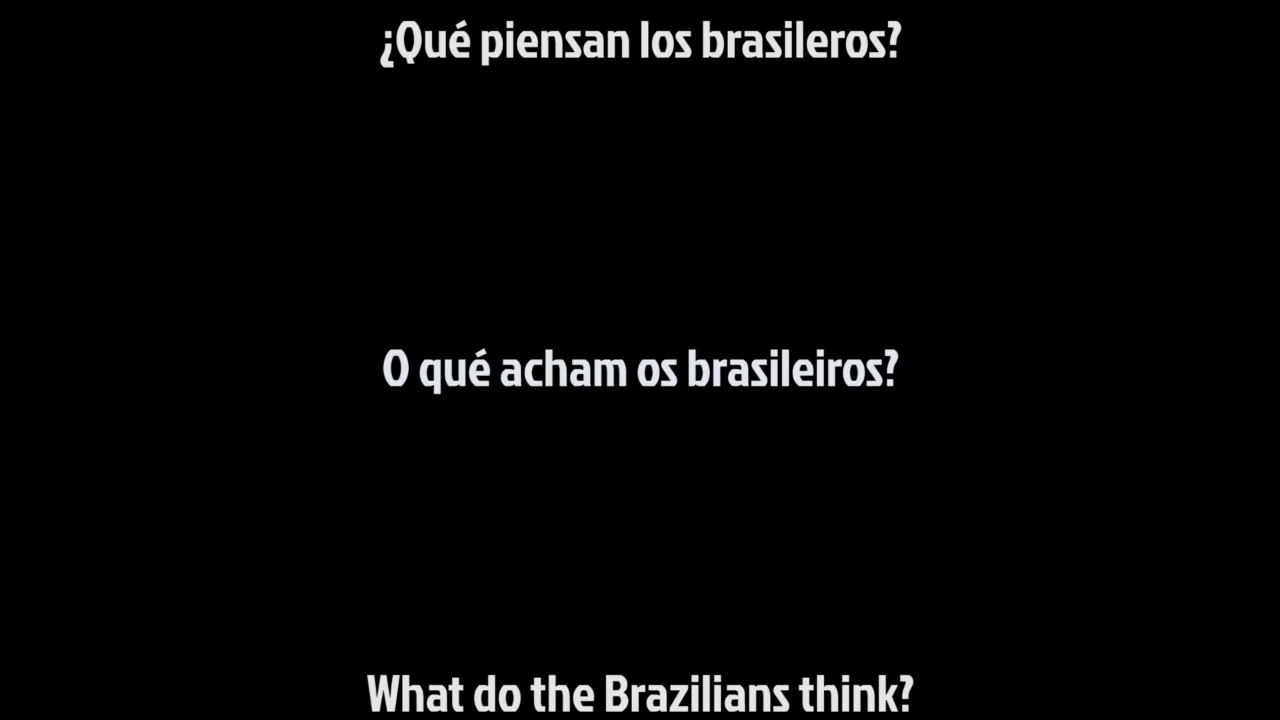 ¿Qué piensan los brasileros?
O qué acham os brasileiros?
What do the Brazilians think?